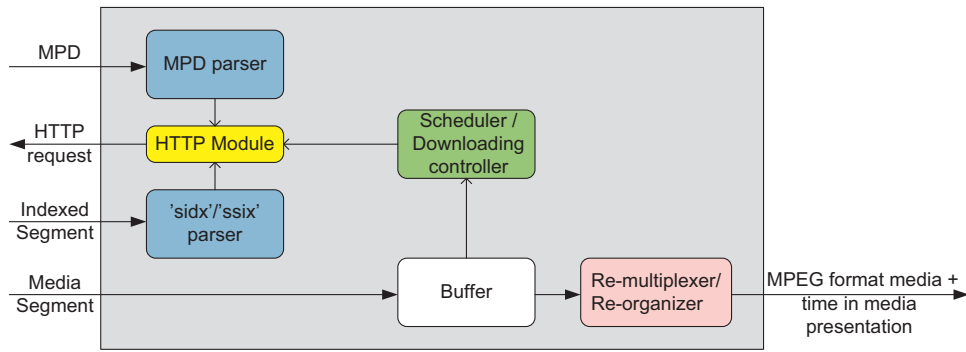 MPD
MPD parser
HTTP
request
HTTP Module
Scheduler /
Downloading
controller
Indexed
Segment
’sidx’/’ssix’
parser
Media
Segment
Buffer
Re-multiplexer/
Re-organizer
MPEG format media +
time in media
presentation